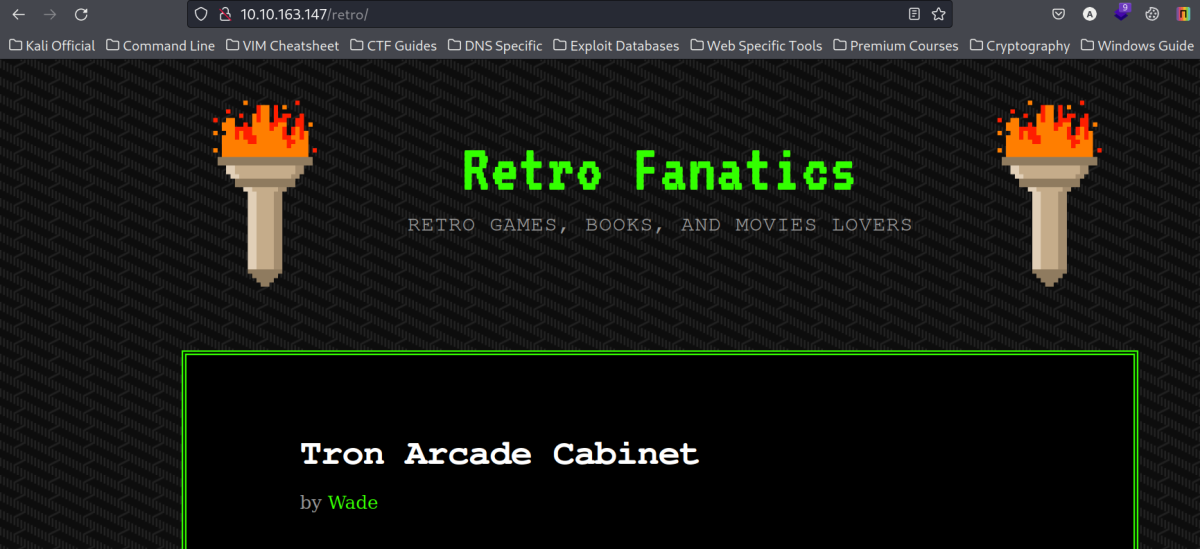 10.10.163.147/retro/
9
Kali Official Command Line VIM Cheatsheet CTF Guides DNS Specific Exploit Databases Web Specific Tools Premium Courses Cryptography Windows Guide
Retro Fanatics
RETRO GAMES, BOOKS, AND MOVIES LOVERS
Tron Arcade Cabinet
by Wade